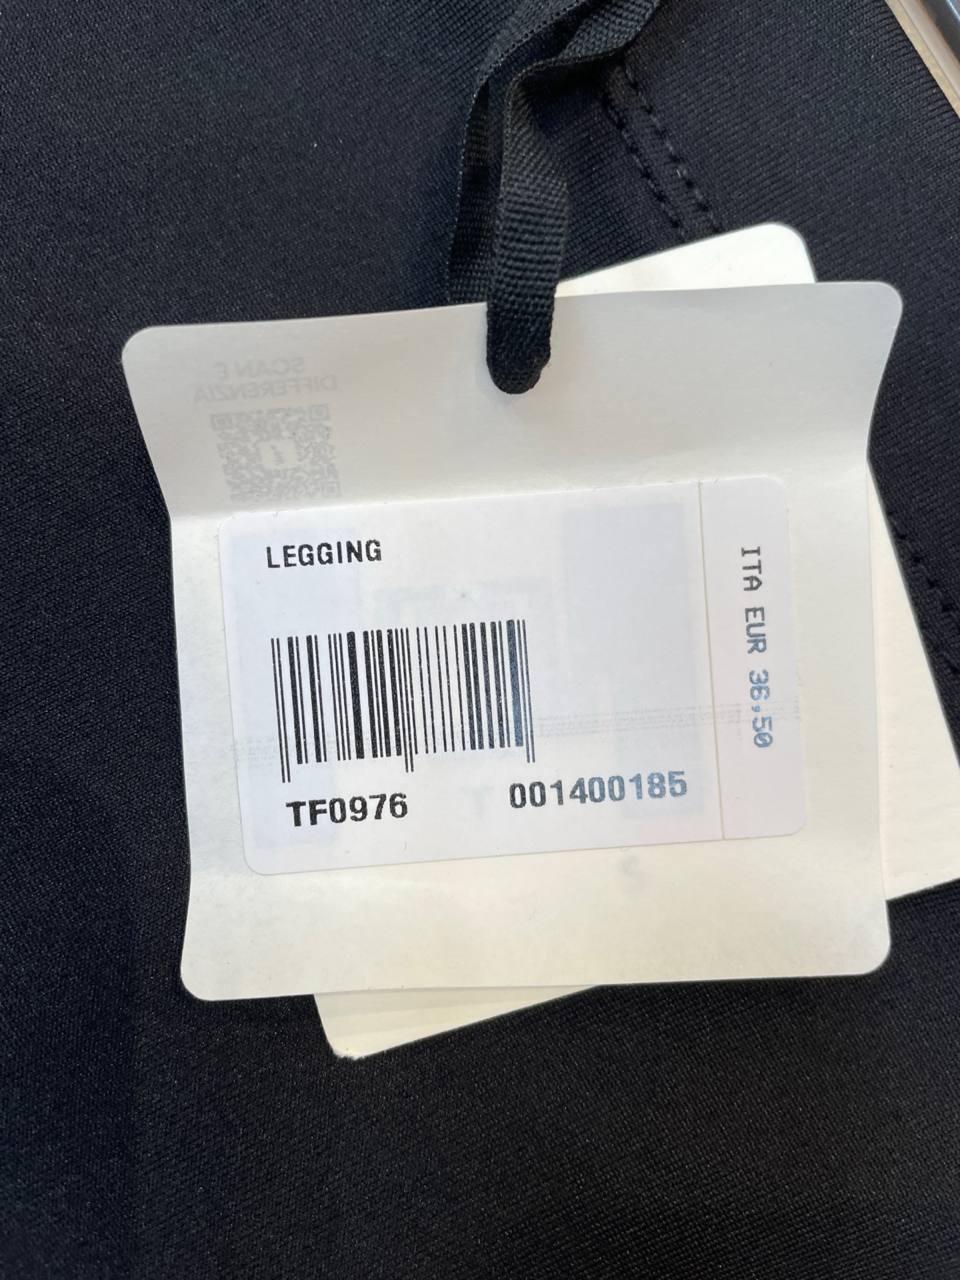 SCAN E
DIFFERENZIA
LEGGING
TF0976
001400185
ITA EUR 36,50